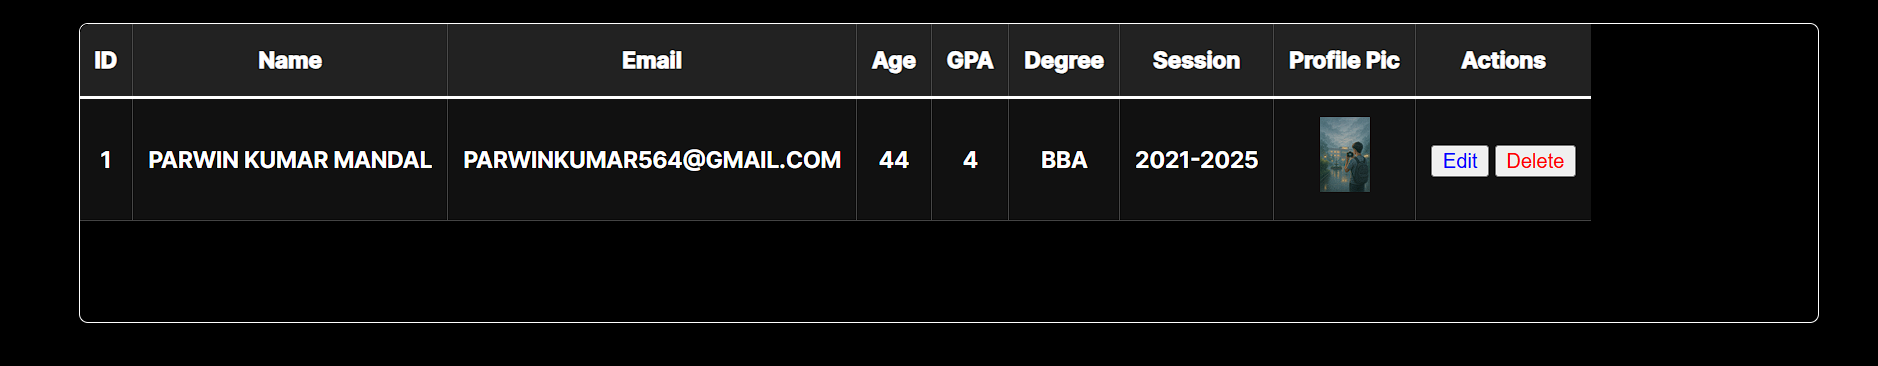 ID Name Email Age GPA Degree Session Profile Pic Actions
1 PARWIN KUMAR MANDAL PARWINKUMAR564@GMAIL.COM 44 4 BBA 2021-2025 Edit Delete